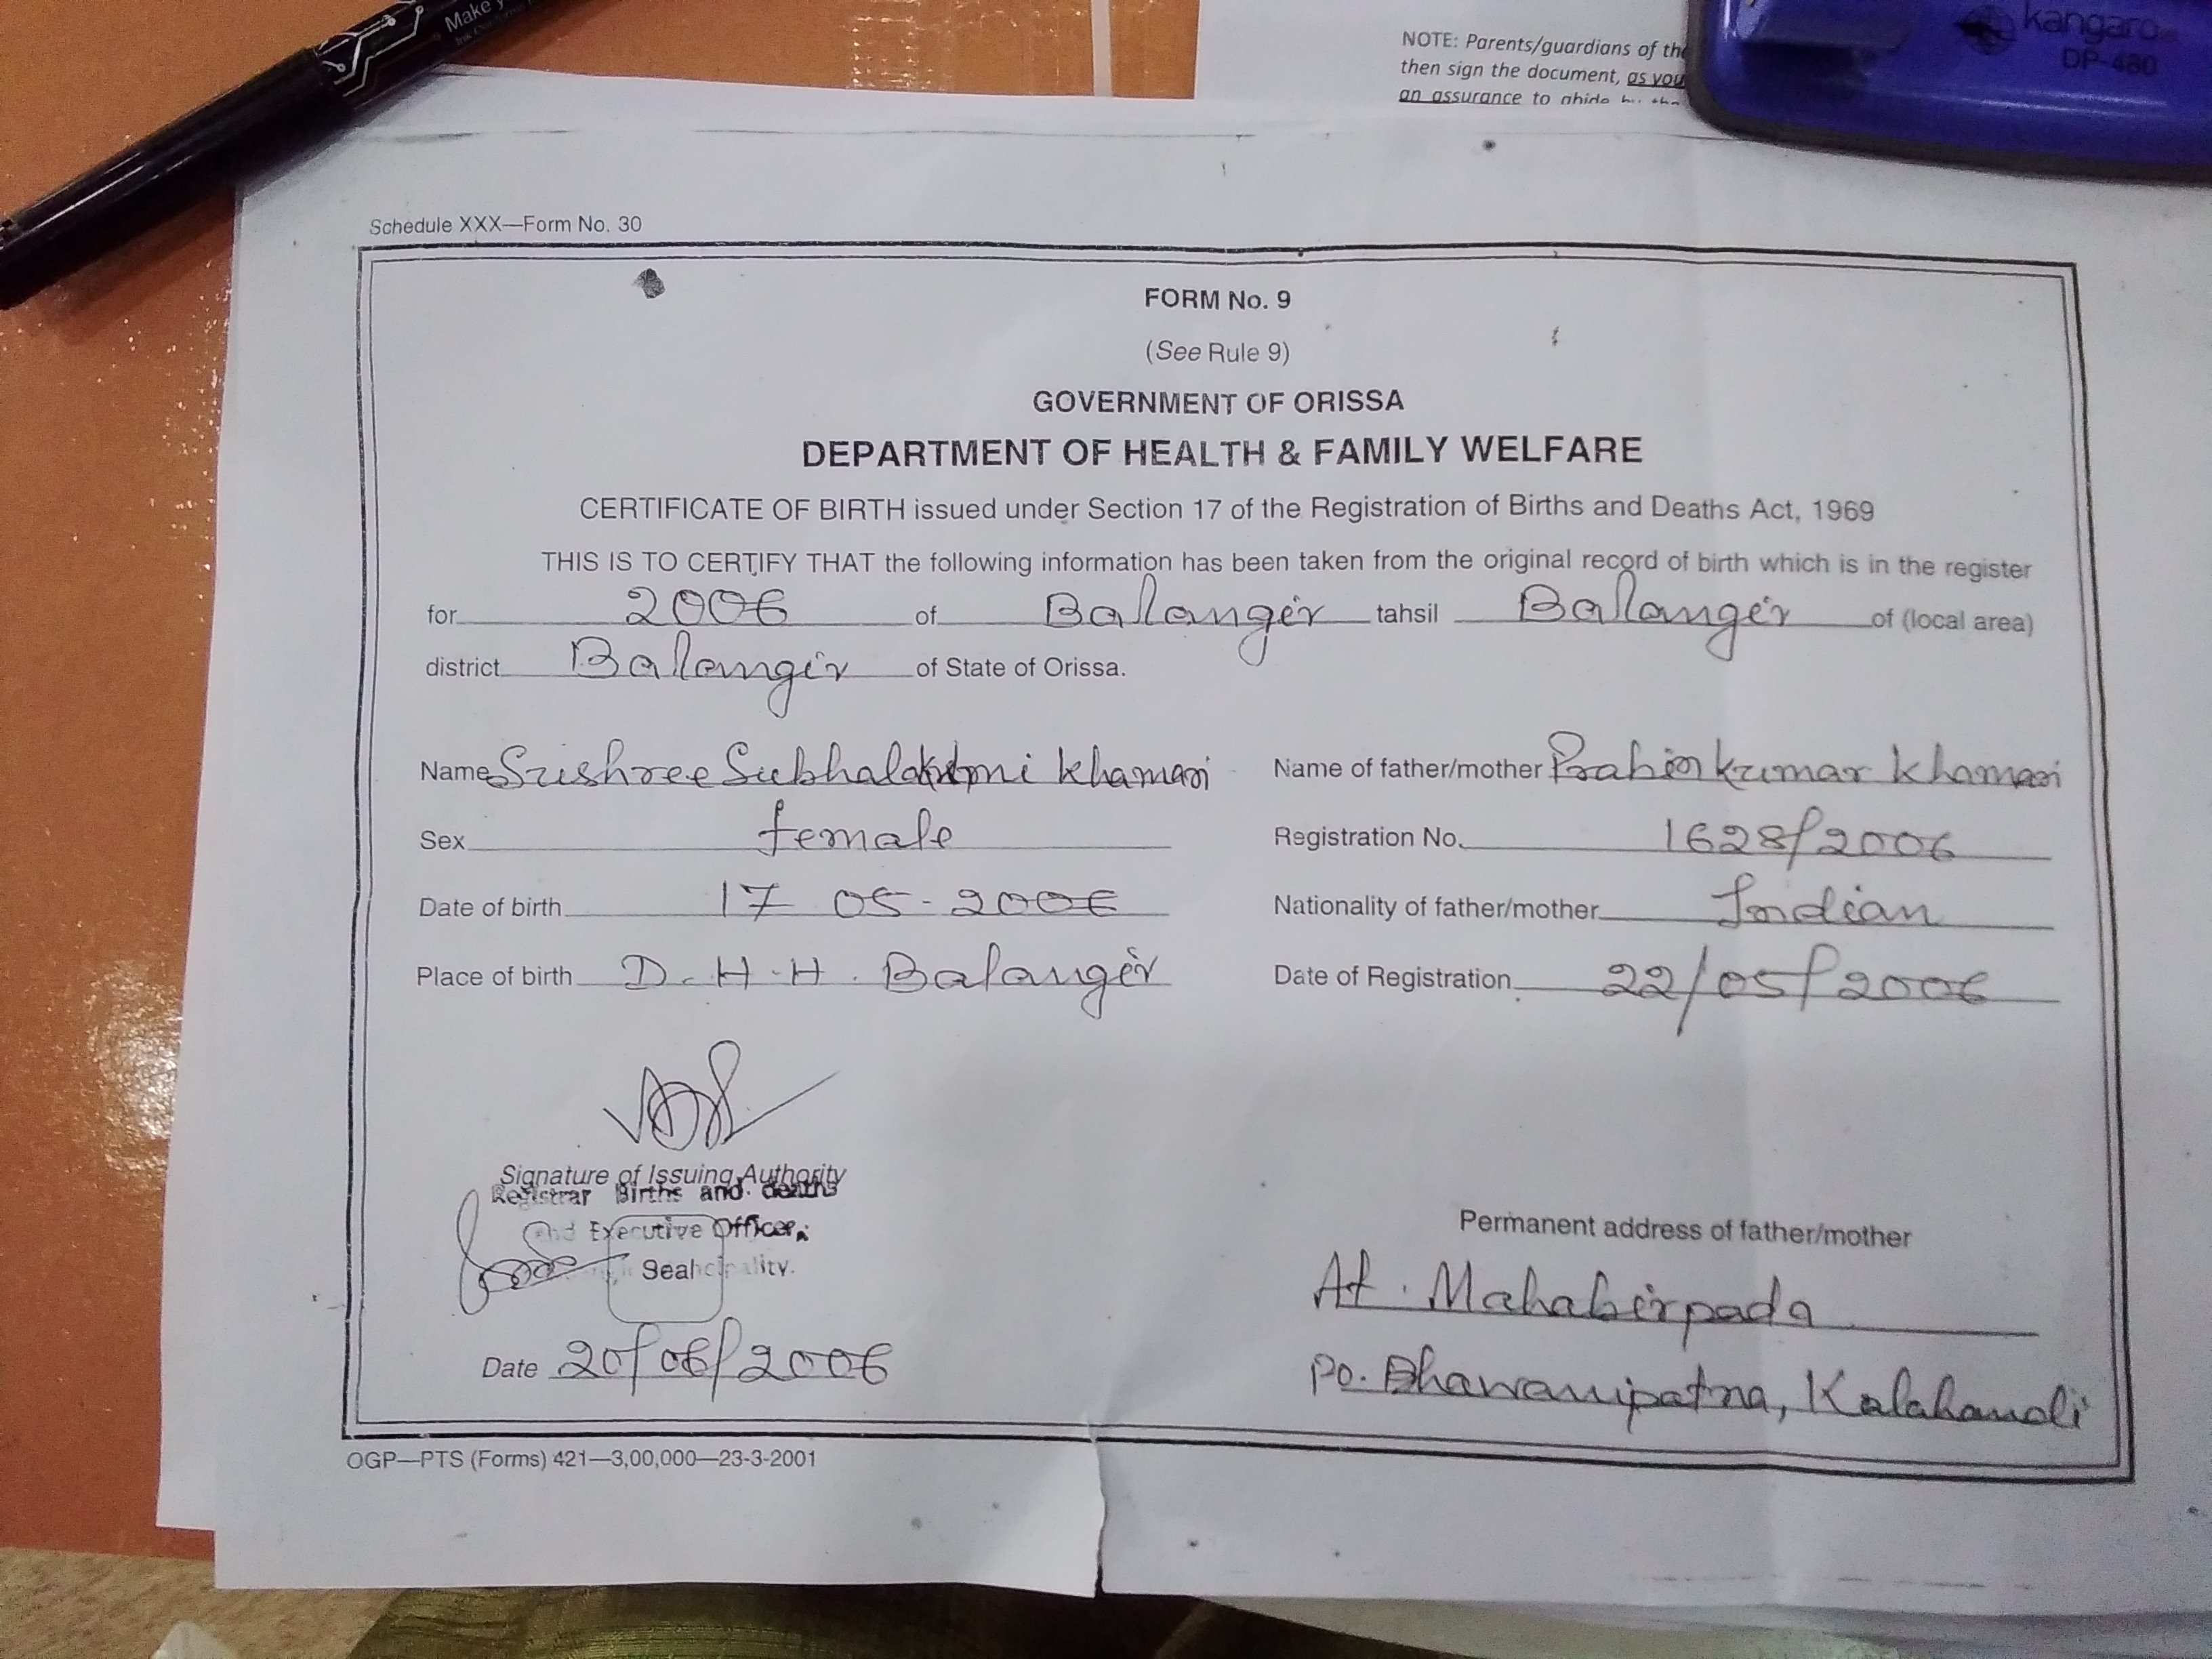 Make y
kangaro
DP-480
NOTE: Parents/guardians of the
then sign the document, as you
an assurance to abide by the
Schedule XXX—Form No. 30
FORM No. 9
(See Rule 9)
GOVERNMENT OF ORISSA
DEPARTMENT OF HEALTH & FAMILY WELFARE
CERTIFICATE OF BIRTH issued under Section 17 of the Registration of Births and Deaths Act, 1969
THIS IS TO CERTIFY THAT the following information has been taken from the original record of birth which is in the register
for 2006 of Balangir tahsil Balangir of (local area)
district Balangir of State of Orissa.
Name Srishree Subhalakshmi Khamari Name of father/mother Prabin kumar Khamari
Sex female Registration No. 1628/2006
Date of birth 17 05-2006 Nationality of father/mother Indian
Place of birth D.H.H. Balangir Date of Registration 22/05/2006
Signature of Issuing Authority
Registrar Births and deaths
and Executive Officer,
Seal
Date 20/06/2006
Permanent address of father/mother
At. Mahabirpada
Po. Bhawanipatna, Kalahandi
OGP—PTS (Forms) 421—3,00,000—23-3-2001